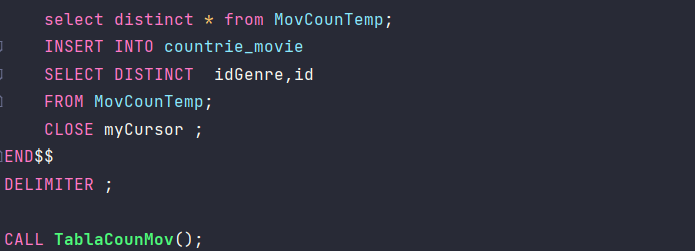 select distinct * from MovCounTemp;
INSERT INTO countrie_movie
SELECT DISTINCT  idGenre,id
FROM MovCounTemp;
CLOSE myCursor ;
END$$
DELIMITER ;
CALL TablaCounMov();